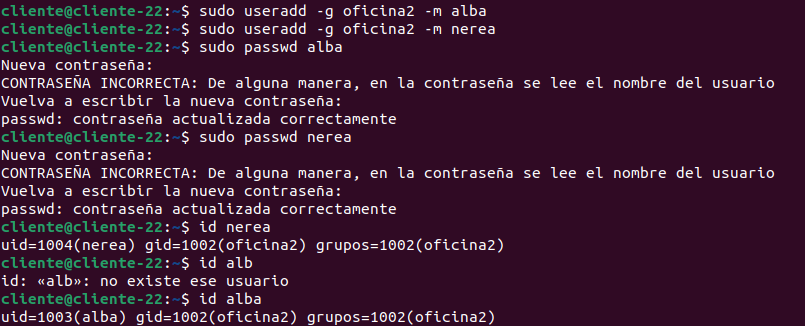 cliente@cliente-22:~$ sudo useradd -g oficina2 -m alba
cliente@cliente-22:~$ sudo useradd -g oficina2 -m nerea
cliente@cliente-22:~$ sudo passwd alba
Nueva contraseña:
CONTRASEÑA INCORRECTA: De alguna manera, en la contraseña se lee el nombre del usuario
Vuelva a escribir la nueva contraseña:
passwd: contraseña actualizada correctamente
cliente@cliente-22:~$ sudo passwd nerea
Nueva contraseña:
CONTRASEÑA INCORRECTA: De alguna manera, en la contraseña se lee el nombre del usuario
Vuelva a escribir la nueva contraseña:
passwd: contraseña actualizada correctamente
cliente@cliente-22:~$ id nerea
uid=1004(nerea) gid=1002(oficina2) grupos=1002(oficina2)
cliente@cliente-22:~$ id alb
id: «alb»: no existe ese usuario
cliente@cliente-22:~$ id alba
uid=1003(alba) gid=1002(oficina2) grupos=1002(oficina2)